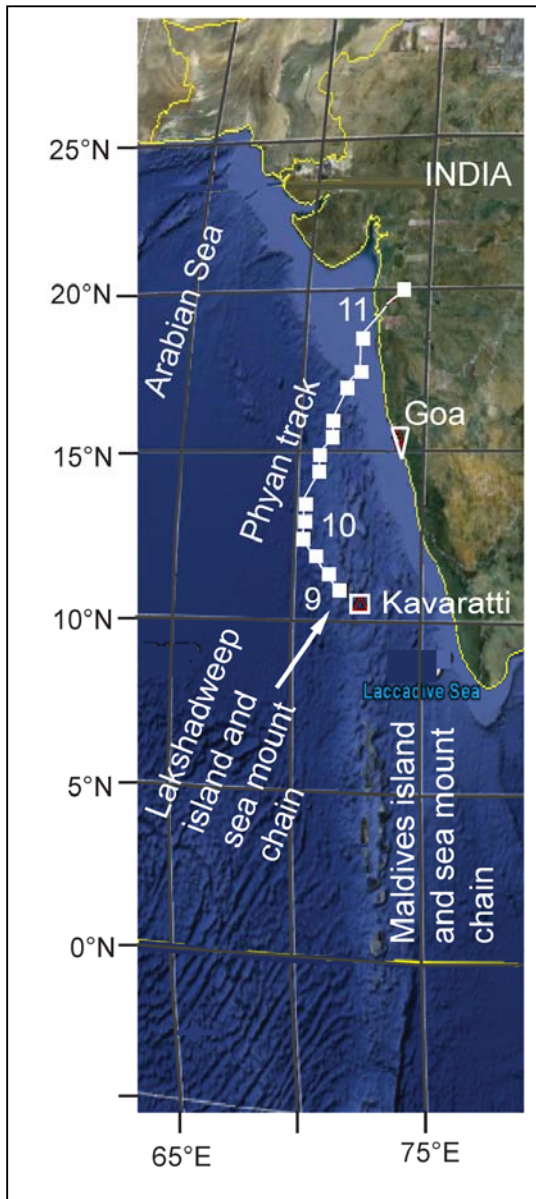 25°N
INDIA
Arabian Sea
20°N
11
Phyan track
Goa
15°N
10
9
Kavaratti
10°N
Laccadive Sea
Lakshadweep
island and
sea mount
chain
5°N
Maldives island
and sea mount
chain
0°N
65°E
75°E